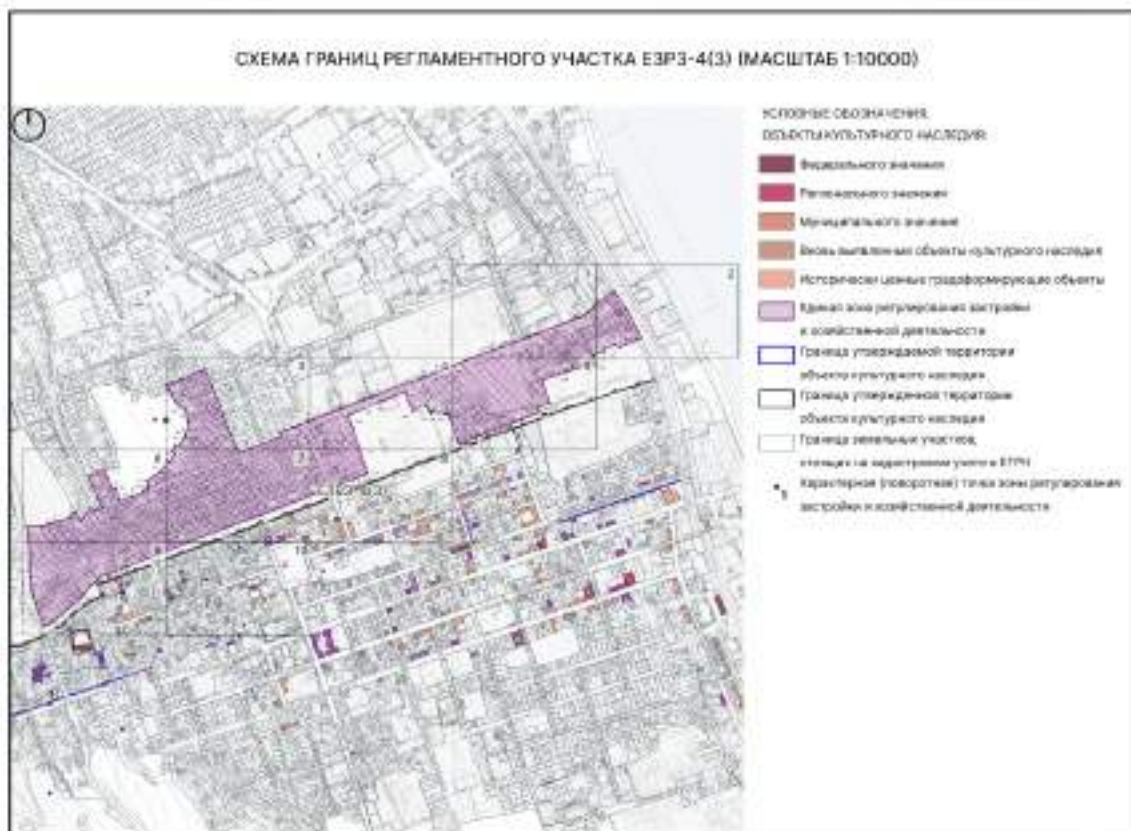 СХЕМА ГРАНИЦ РЕГЛАМЕНТНОГО УЧАСТКА ЕЗРЗ-4(3) (МАСШТАБ 1:10000)
УСЛОВНЫЕ ОБОЗНАЧЕНИЯ:
ОБЪЕКТЫ КУЛЬТУРНОГО НАСЛЕДИЯ:
Федерального значения
Регионального значения
Муниципального значения
Вновь выявленные объекты культурного наследия
Исторически ценные градоформирующие объекты
Единая зона регулирования застройки
и хозяйственной деятельности
Граница утверждаемой территории
объекта культурного наследия
Граница утвержденной территории
объекта культурного наследия
Граница земельных участков,
стоящих на кадастровом учете в ЕГРН
Характерная (поворотная) точка зоны регулирования
застройки и хозяйственной деятельности